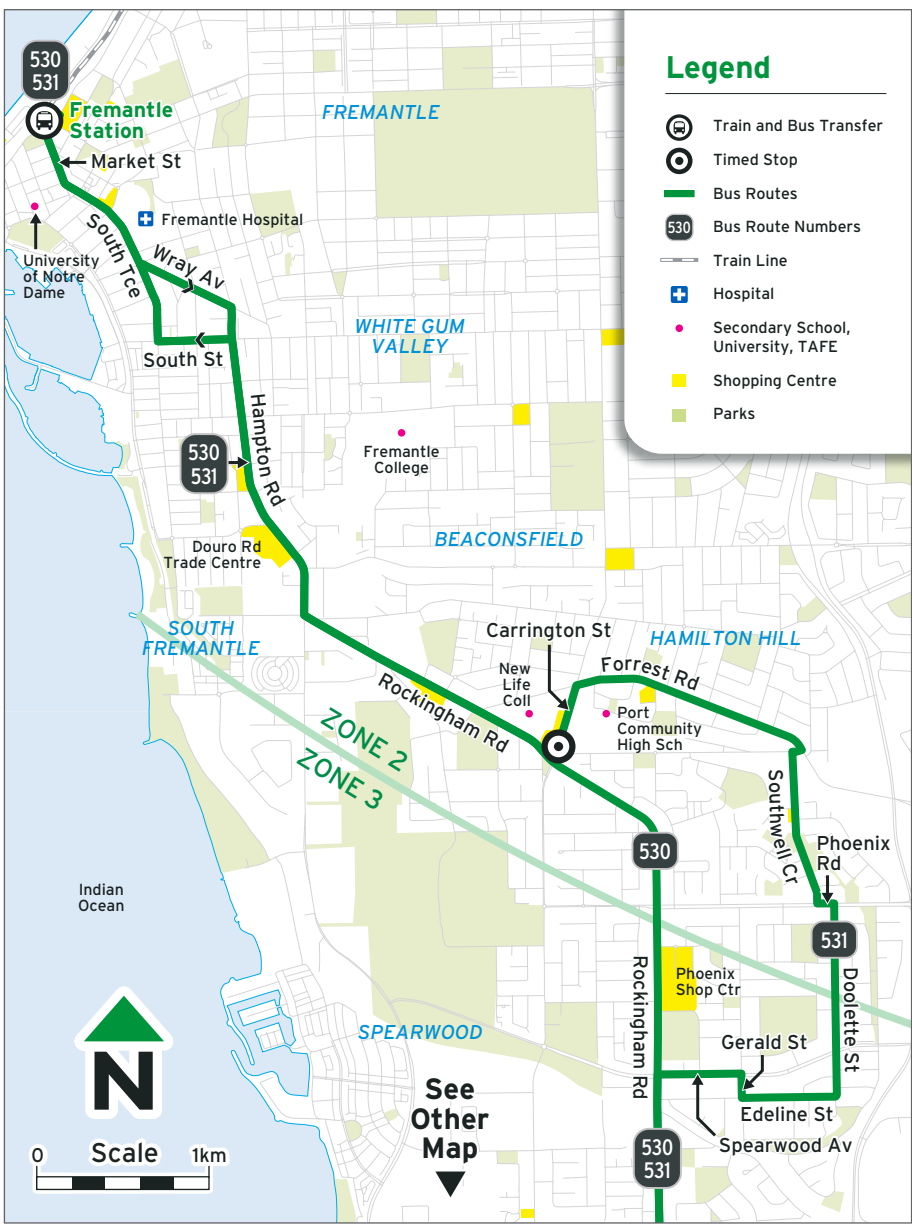 530
531
Fremantle
Station
Market St
FREMANTLE
Fremantle Hospital
University
of Notre
Dame
South Tce
Wray Av
South St
WHITE GUM
VALLEY
Hampton Rd
530
531
Fremantle
College
Douro Rd
Trade Centre
BEACONSFIELD
SOUTH
FREMANTLE
Carrington St
HAMILTON HILL
New
Life
Coll
Forrest Rd
Port
Community
High Sch
Rockingham Rd
ZONE 2
ZONE 3
Southwell Cr
Phoenix
Rd
530
531
Indian
Ocean
Rockingham Rd
Phoenix
Shop Ctr
Doolette St
SPEARWOOD
Gerald St
Edeline St
Spearwood Av
See
Other
Map
530
531
N
Scale
0
1km
Legend
Train and Bus Transfer
Timed Stop
Bus Routes
530
Bus Route Numbers
Train Line
Hospital
Secondary School,
University, TAFE
Shopping Centre
Parks